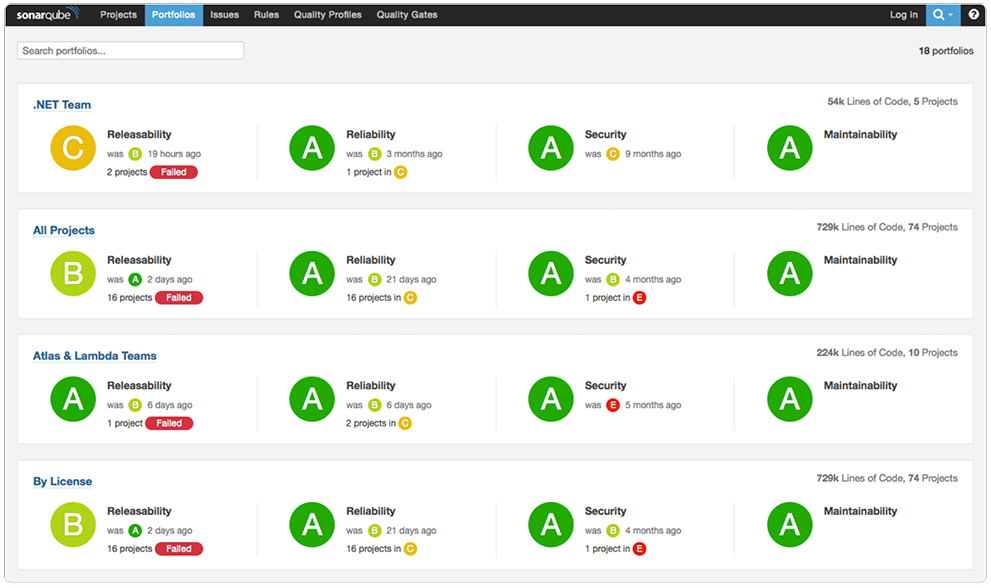 sonarqube Projects Portfolios Issues Rules Quality Profiles Quality Gates Log in ?
Search portfolios... 18 portfolios
.NET Team 54k Lines of Code, 5 Projects
C Releasability A Reliability A Security A Maintainability
was B 19 hours ago was B 3 months ago was C 9 months ago
2 projects Failed 1 project in C
All Projects 729k Lines of Code, 74 Projects
B Releasability A Reliability A Security A Maintainability
was A 2 days ago was B 21 days ago was B 4 months ago
16 projects Failed 16 projects in C 1 project in E
Atlas & Lambda Teams 224k Lines of Code, 10 Projects
A Releasability A Reliability A Security A Maintainability
was B 6 days ago was B 6 days ago was E 5 months ago
1 project Failed 2 projects in C
By License 729k Lines of Code, 74 Projects
B Releasability A Reliability A Security A Maintainability
was A 2 days ago was B 21 days ago was B 4 months ago
16 projects Failed 16 projects in C 1 project in E